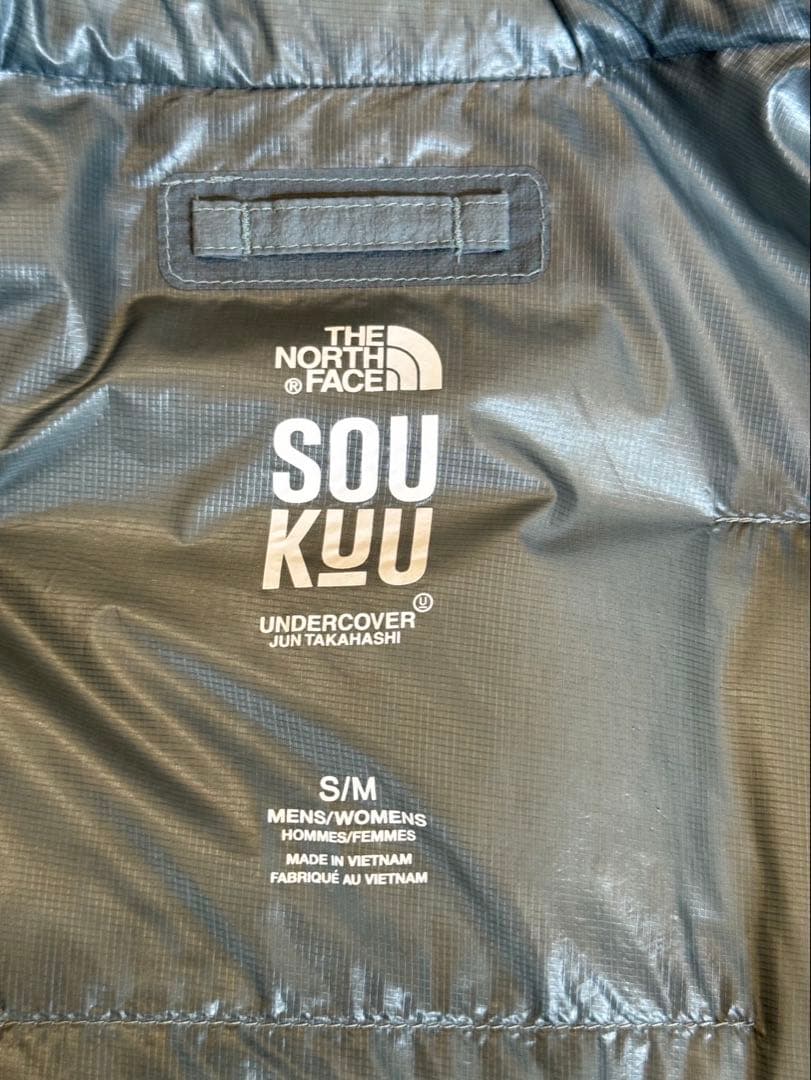 THE
NORTH
® FACE
SOU
KUU
UNDERCOVER
JUN TAKAHASHI
S/M
MENS/WOMENS
HOMMES/FEMMES
MADE IN VIETNAM
FABRIQUÉ AU VIETNAM